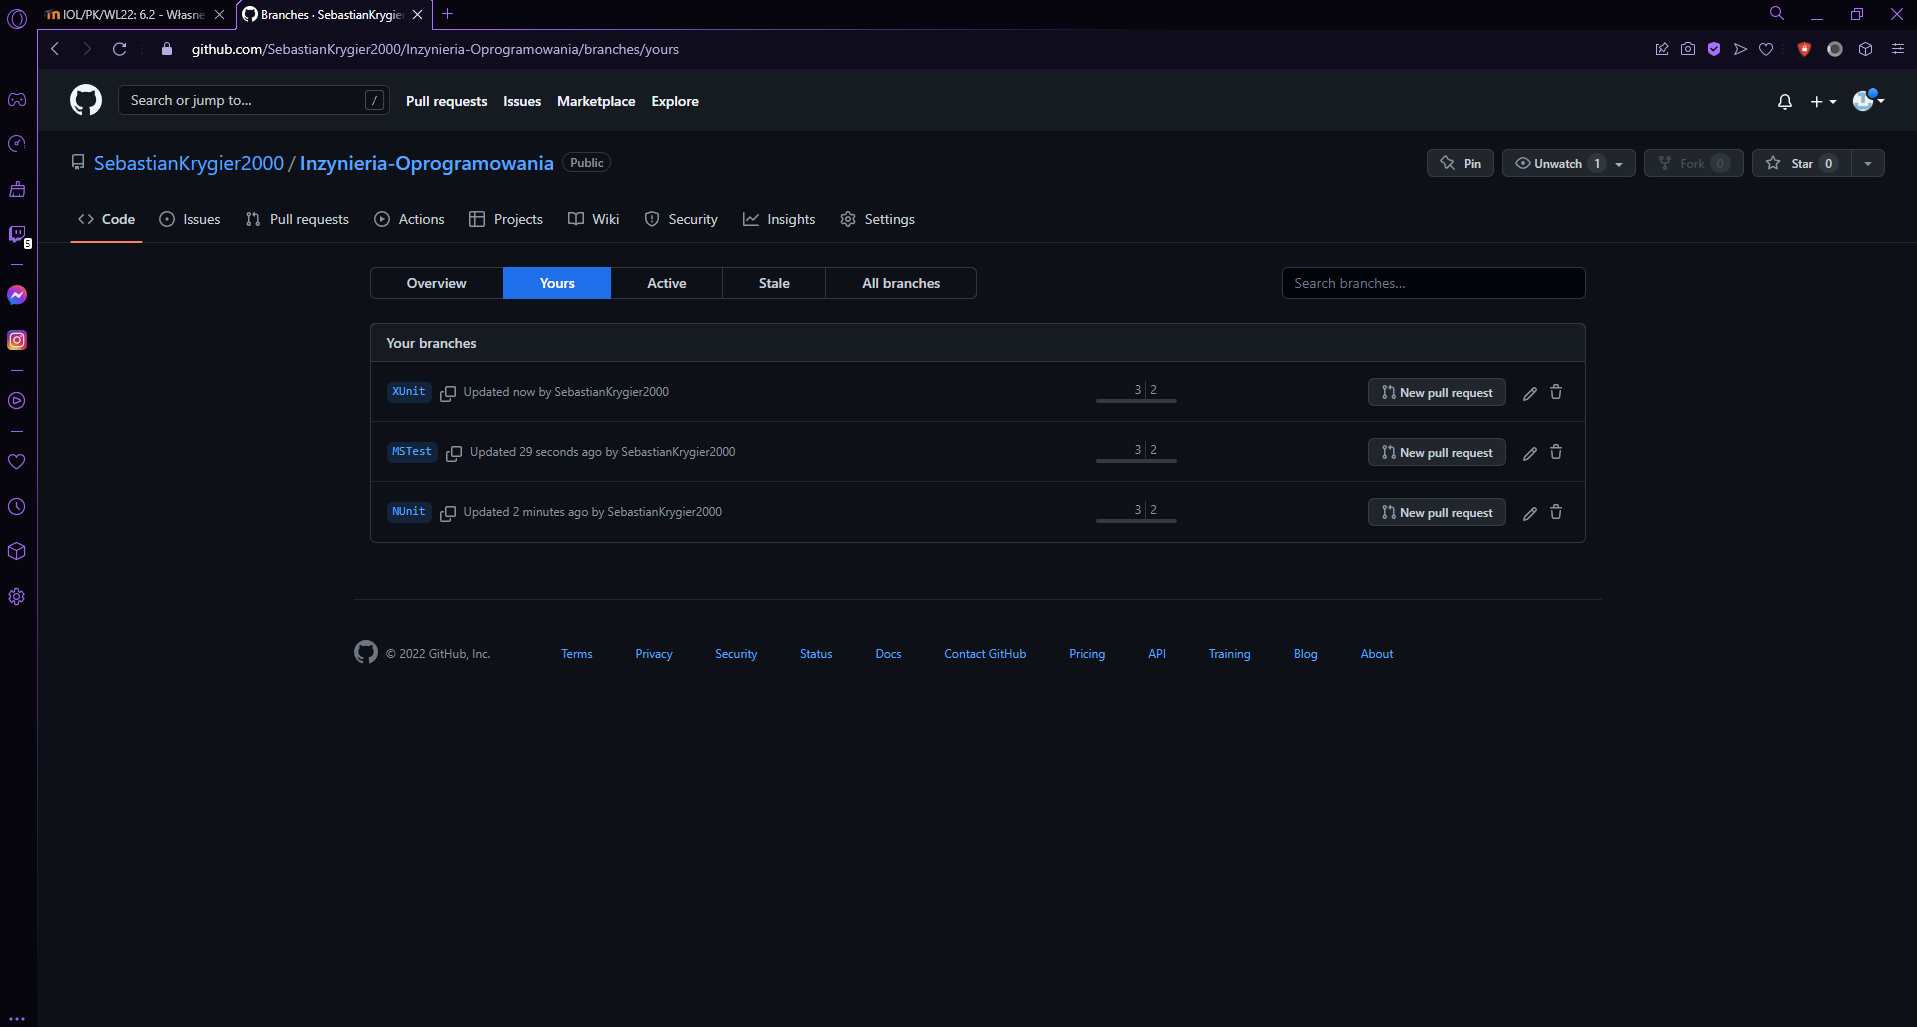 IOL/PK/WL22: 6.2 - Własne
Branches · SebastianKrygier
github.com/SebastianKrygier2000/Inzynieria-Oprogramowania/branches/yours
Search or jump to... /
Pull requests Issues Marketplace Explore
SebastianKrygier2000 / Inzynieria-Oprogramowania Public
Pin Unwatch 1 Fork 0 Star 0
Code Issues Pull requests Actions Projects Wiki Security Insights Settings
5
Overview Yours Active Stale All branches Search branches...
Your branches
XUnit Updated now by SebastianKrygier2000 3 2 New pull request
MSTest Updated 29 seconds ago by SebastianKrygier2000 3 2 New pull request
NUnit Updated 2 minutes ago by SebastianKrygier2000 3 2 New pull request
© 2022 GitHub, Inc. Terms Privacy Security Status Docs Contact GitHub Pricing API Training Blog About